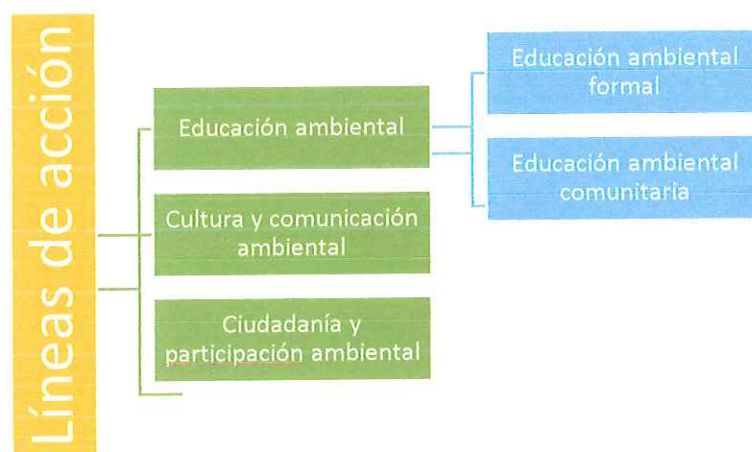 Líneas de acción
Educación ambiental
Cultura y comunicación
ambiental
Ciudadanía y
participación ambiental
Educación ambiental
formal
Educación ambiental
comunitaria